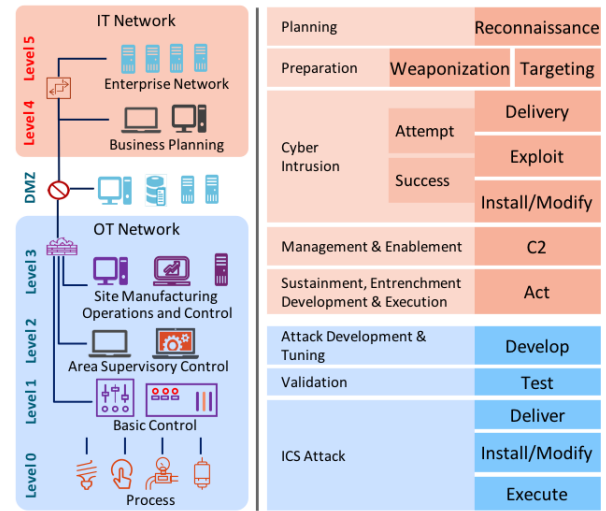 IT Network
Level 5
Enterprise Network
Level 4
Business Planning
DMZ
OT Network
Level 3
Site Manufacturing
Operations and Control
Level 2
Area Supervisory Control
Level 1
Basic Control
Level 0
Process
Planning
Reconnaissance
Preparation
Weaponization
Targeting
Cyber
Intrusion
Attempt
Success
Delivery
Exploit
Install/Modify
Management & Enablement
C2
Sustainment, Entrenchment
Development & Execution
Act
Attack Development &
Tuning
Develop
Validation
Test
ICS Attack
Deliver
Install/Modify
Execute